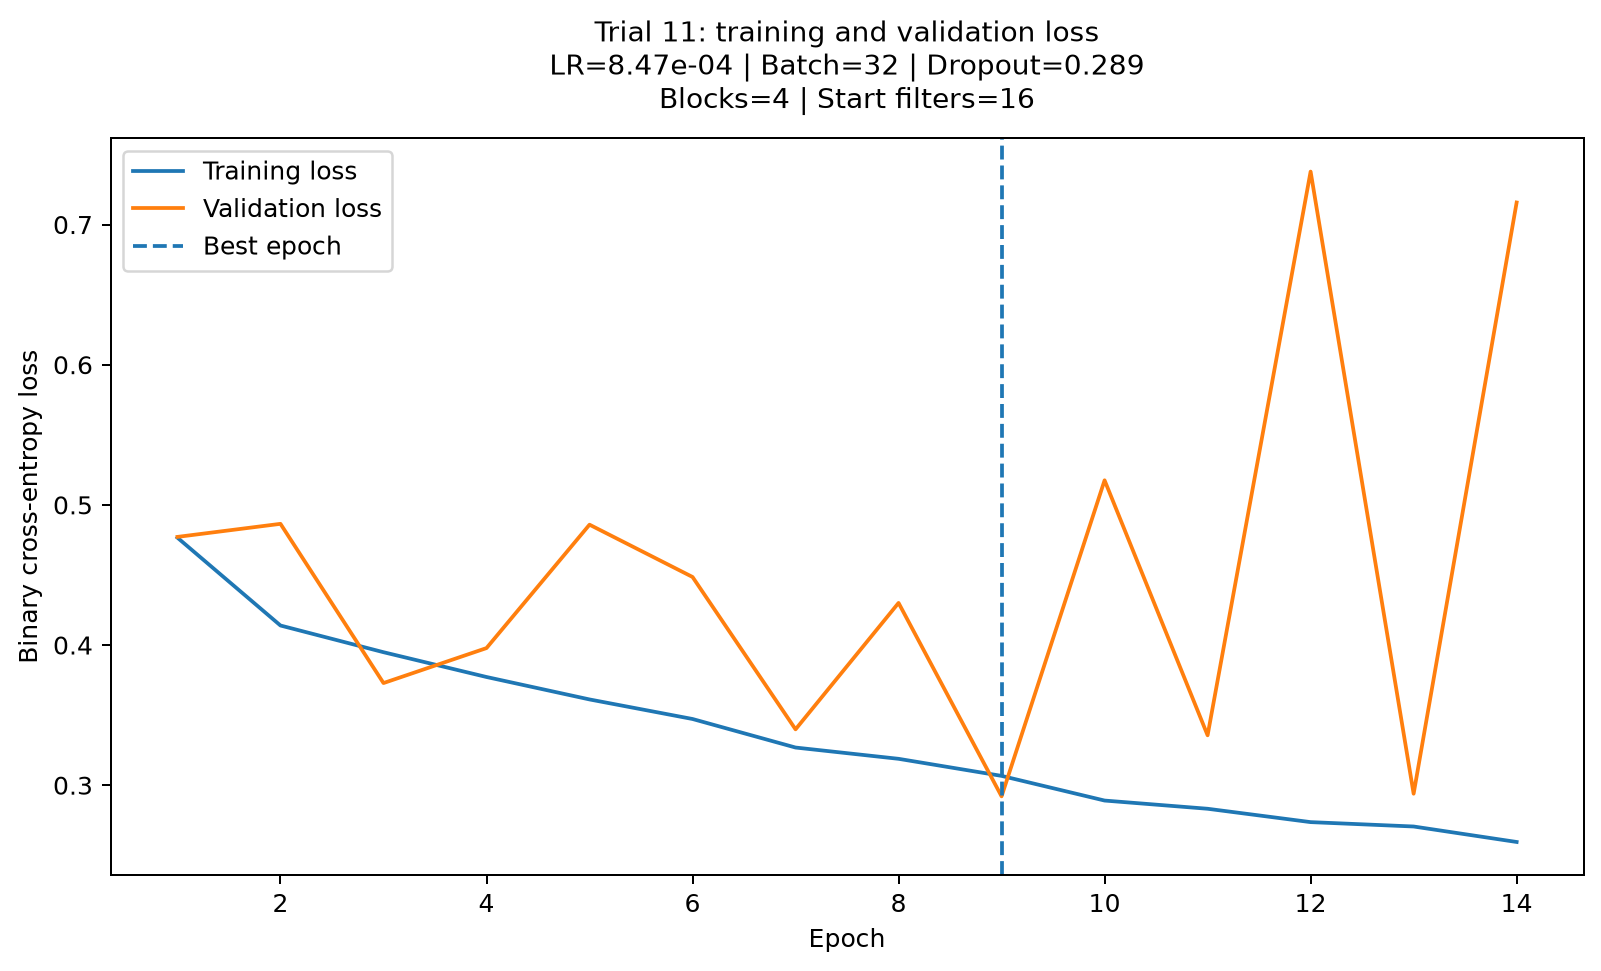 Trial 11: training and validation loss
LR=8.47e-04 | Batch=32 | Dropout=0.289
Blocks=4 | Start filters=16
Training loss
Validation loss
Best epoch
Binary cross-entropy loss
0.7
0.6
0.5
0.4
0.3
2
4
6
8
10
12
14
Epoch